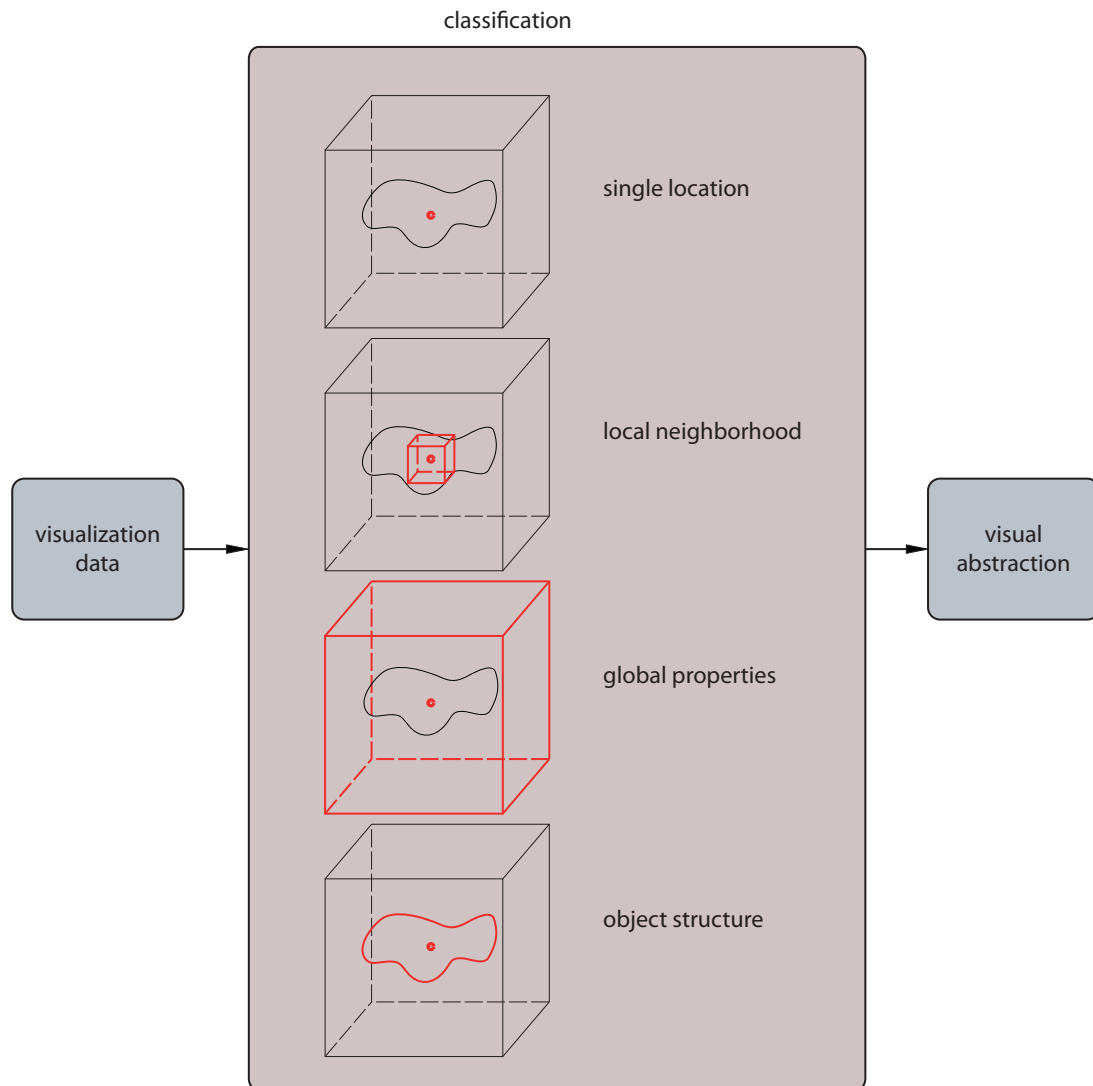 classification
single location
local neighborhood
visualization
data
visual
abstraction
global properties
object structure